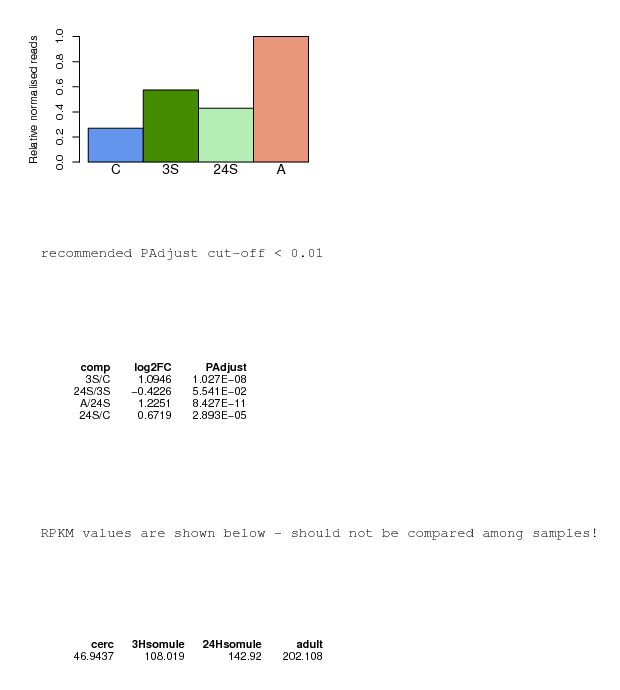 Relative normalised reads
1.0
0.8
0.6
0.4
0.2
0.0
C 3S 24S A
recommended PAdjust cut-off < 0.01
comp log2FC PAdjust
3S/C 1.0946 1.027E−08
24S/3S −0.4226 5.541E−02
A/24S 1.2251 8.427E−11
24S/C 0.6719 2.893E−05
RPKM values are shown below - should not be compared among samples!
cerc 3Hsomule 24Hsomule adult
46.9437 108.019 142.92 202.108